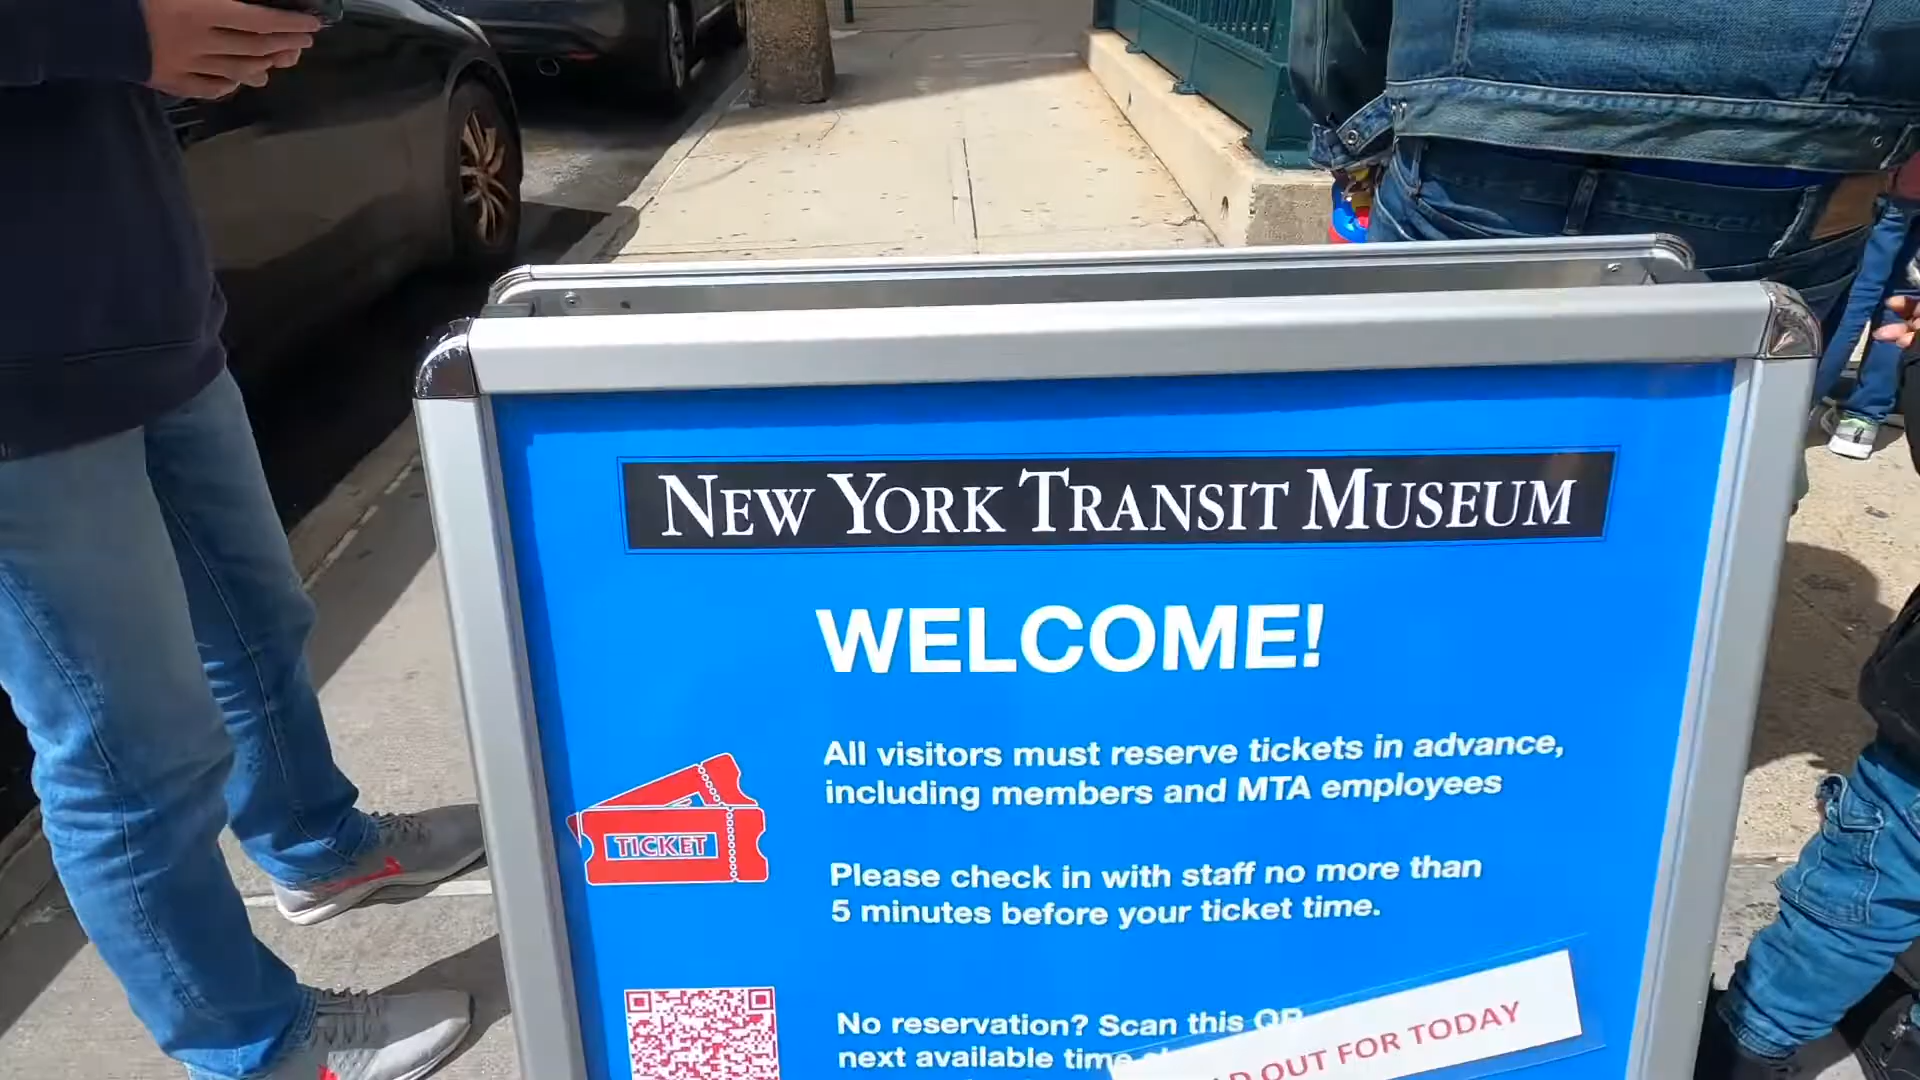 NEW YORK TRANSIT MUSEUM
WELCOME!
All visitors must reserve tickets in advance,
including members and MTA employees
TICKET
Please check in with staff no more than
5 minutes before your ticket time.
No reservation? Scan this QR
next available time
OUT FOR TODAY